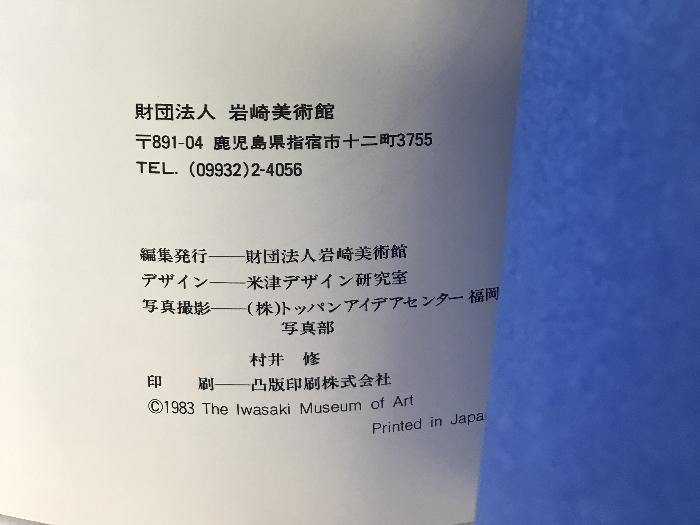 財団法人 岩崎美術館
〒891-04 鹿児島県指宿市十二町3755
TEL. (09932)2-4056
編集発行――財団法人岩崎美術館
デザイン――米津デザイン研究室
写真撮影――(株)トッパンアイデアセンター福岡
写真部
村井 修
印 刷――凸版印刷株式会社
©1983 The Iwasaki Museum of Art
Printed in Japa